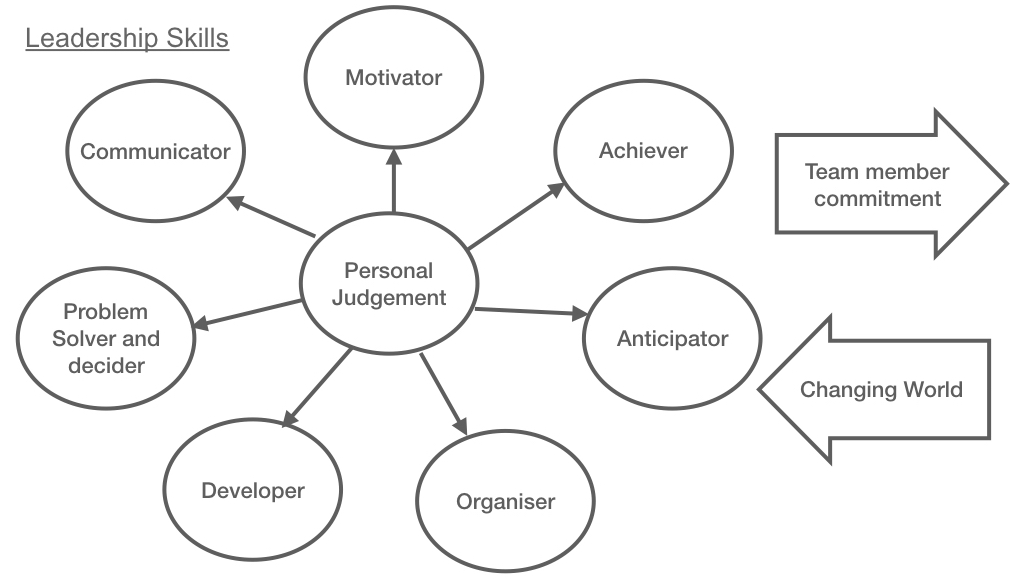 Leadership Skills
Motivator
Communicator
Achiever
Team member
commitment
Personal
Judgement
Problem
Solver and
decider
Anticipator
Changing World
Developer
Organiser